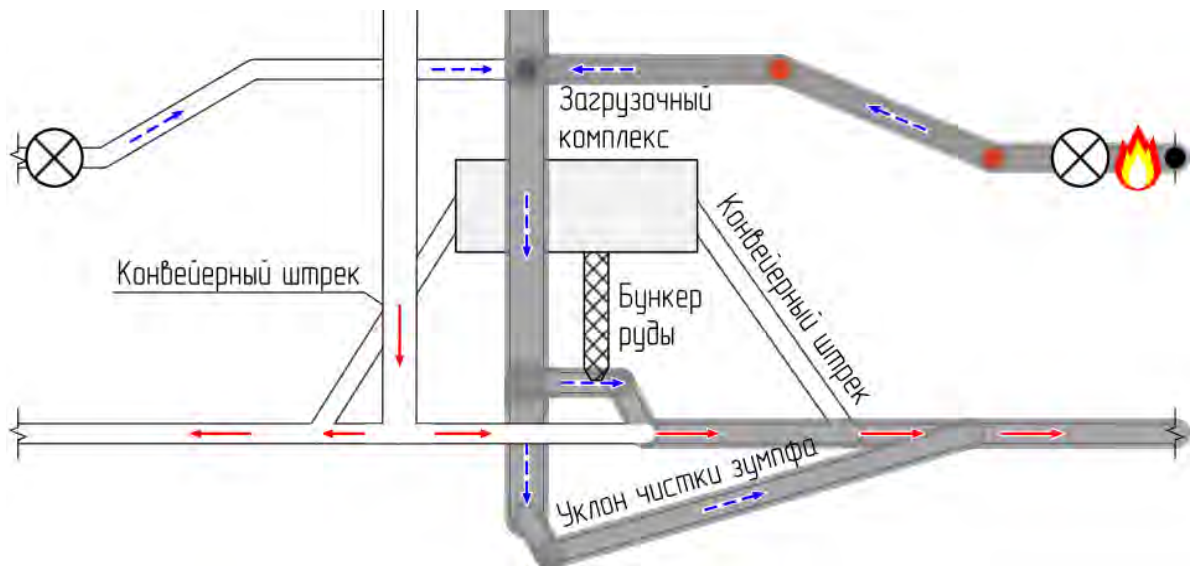 Загрузочный
комплекс
Конвейерный штрек
Конвейерный штрек
Бункер
руды
Уклон чистки зумпфа